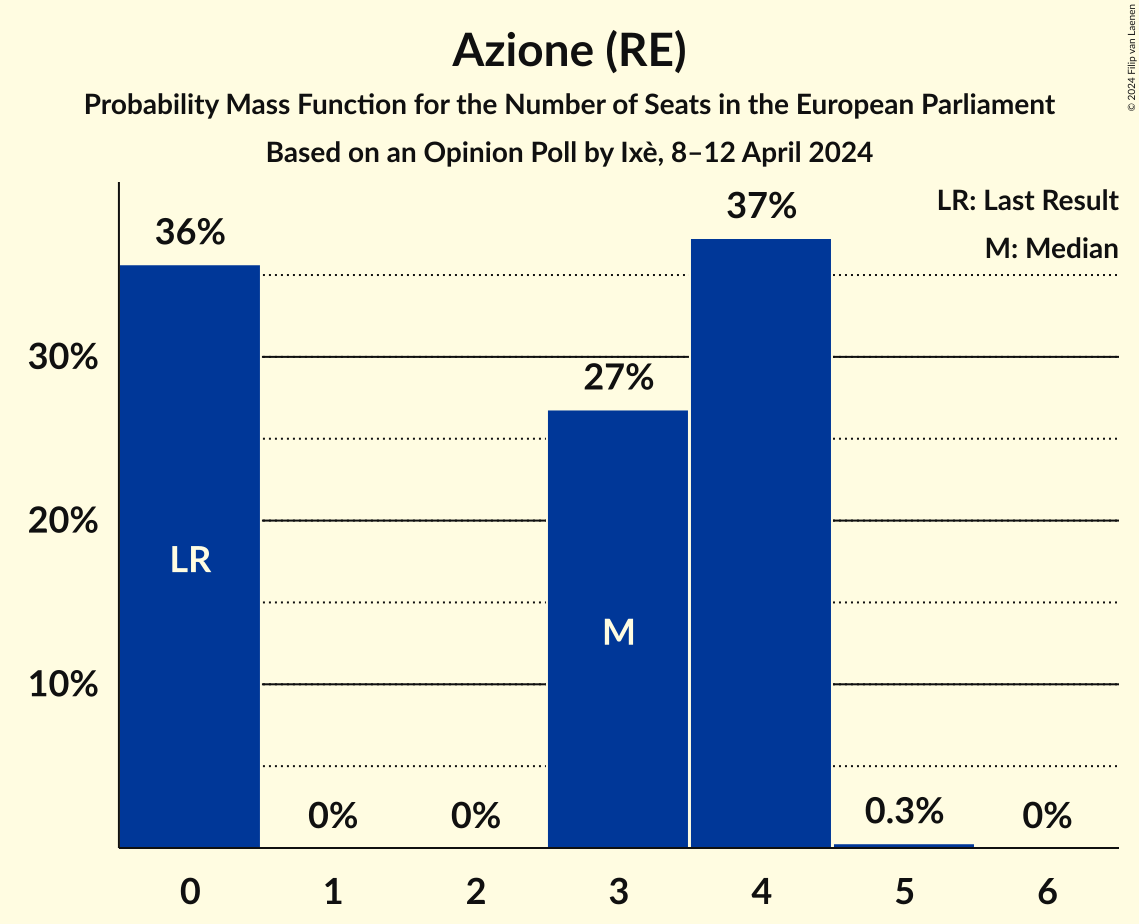 Azione (RE)
Probability Mass Function for the Number of Seats in the European Parliament
Based on an Opinion Poll by Ixè, 8–12 April 2024
© 2024 Filip van Laenen
LR: Last Result
M: Median
36%
0%
0%
27%
37%
0.3%
0%
LR
M
30%
20%
10%
0
1
2
3
4
5
6